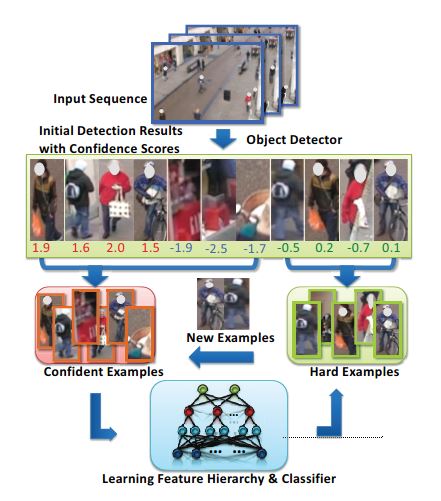 Input Sequence
Initial Detection Results
with Confidence Scores
Object Detector
1.9 1.6 2.0 1.5 -1.9 -2.5 -1.7 -0.5 0.2 -0.7 0.1
New Examples
Confident Examples
Hard Examples
Learning Feature Hierarchy & Classifier